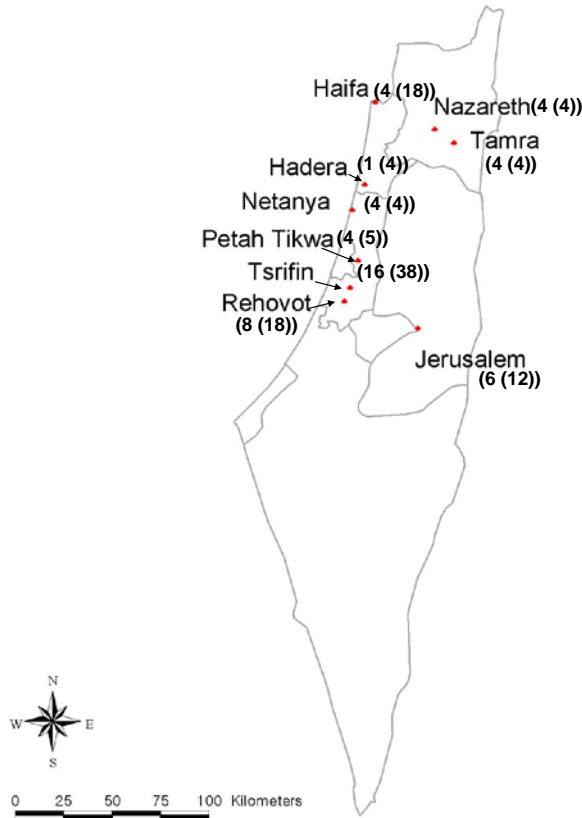 Haifa (4 (18))
Nazareth (4 (4))
Tamra
(4 (4))
Hadera (1 (4))
Netanya (4 (4))
Petah Tikwa (4 (5))
Tsrifin (16 (38))
Rehovot
(8 (18))
Jerusalem
(6 (12))
N
W E
S
0 25 50 75 100 Kilometers